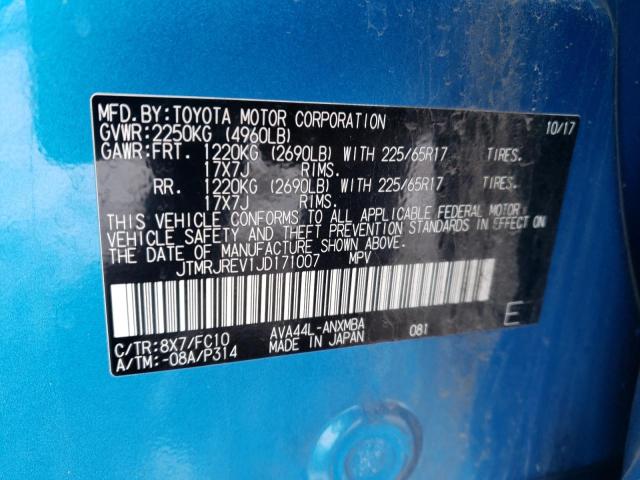 MFD.BY:TOYOTA MOTOR CORPORATION 10/17
GVWR:2250KG (4960LB)
GAWR:FRT. 1220KG (2690LB) WITH 225/65R17 TIRES.
17X7J RIMS.
RR. 1220KG (2690LB) WITH 225/65R17 TIRES.
17X7J RIMS.
THIS VEHICLE CONFORMS TO ALL APPLICABLE FEDERAL MOTOR
VEHICLE SAFETY AND THEFT PREVENTION STANDARDS IN EFFECT ON
THE DATE OF MANUFACTURE SHOWN ABOVE.
JTMRJREV1JD171007 MPV
C/TR:8X7/FC10 AVA44L-ANXMBA 081 E
A/TM:-08A/P314 MADE IN JAPAN